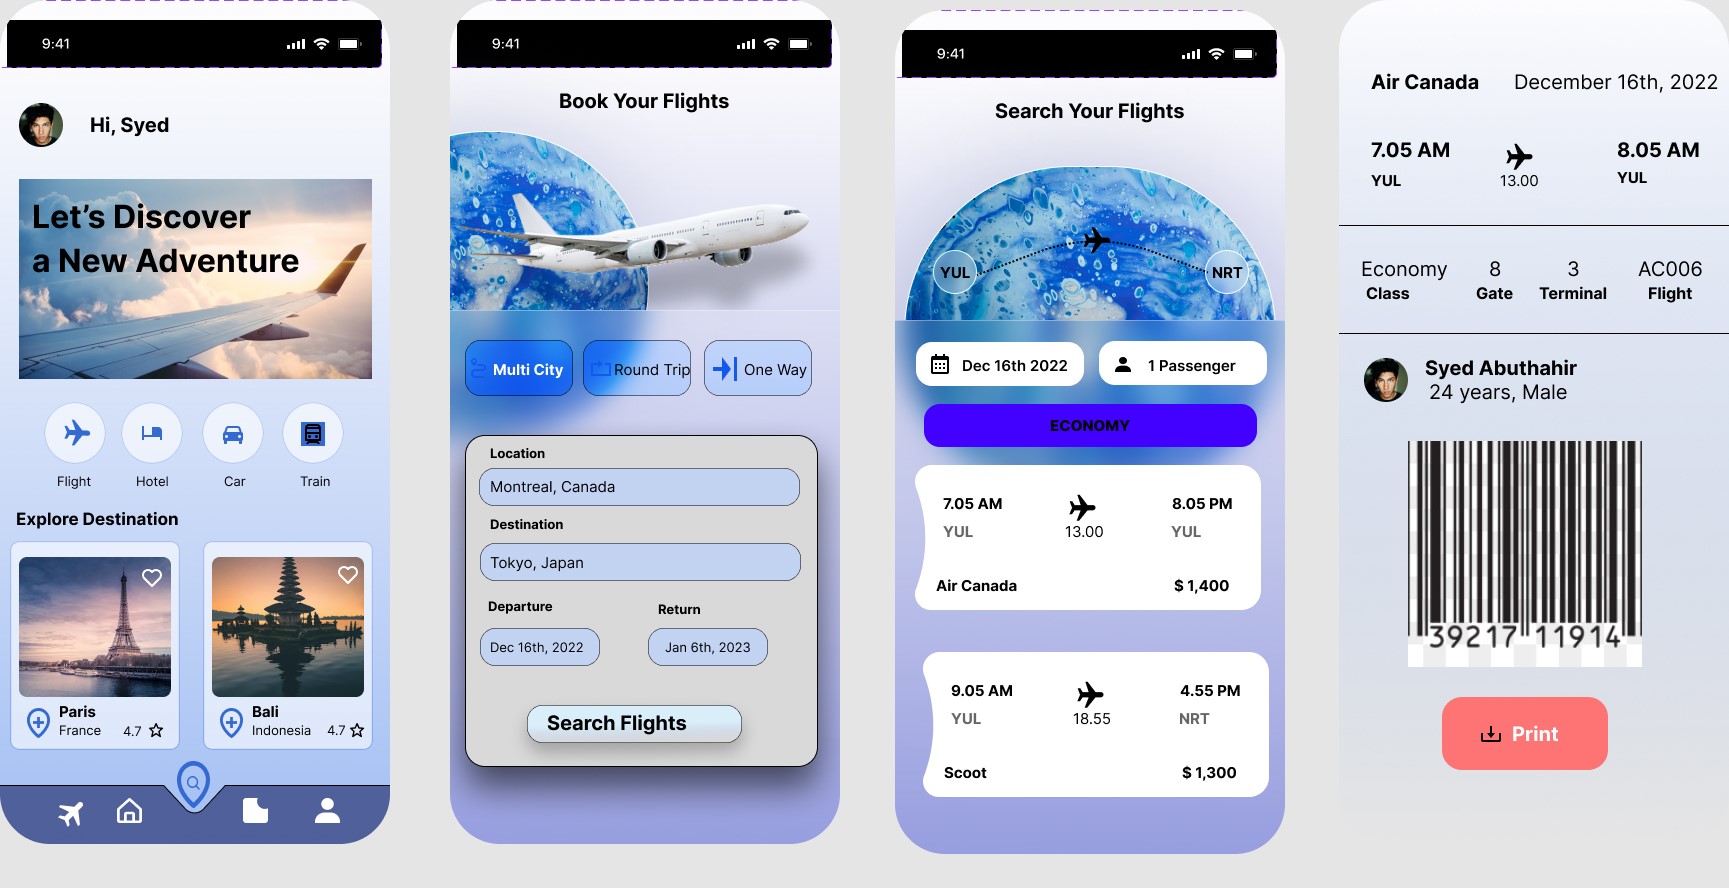 9:41
Hi, Syed
Let's Discover
a New Adventure
Flight
Hotel
Car
Train
Explore Destination
Paris
France
4.7
Bali
Indonesia
4.7
9:41
Book Your Flights
Multi City
Round Trip
One Way
Location
Montreal, Canada
Destination
Tokyo, Japan
Departure
Return
Dec 16th, 2022
Jan 6th, 2023
Search Flights
9:41
Search Your Flights
YUL
NRT
Dec 16th 2022
1 Passenger
ECONOMY
7.05 AM
8.05 PM
YUL
13.00
YUL
Air Canada
$ 1,400
9.05 AM
4.55 PM
YUL
18.55
NRT
Scoot
$ 1,300
Air Canada
December 16th, 2022
7.05 AM
8.05 AM
YUL
13.00
YUL
Economy
8
3
AC006
Class
Gate
Terminal
Flight
Syed Abuthahir
24 years, Male
39217 11914
Print